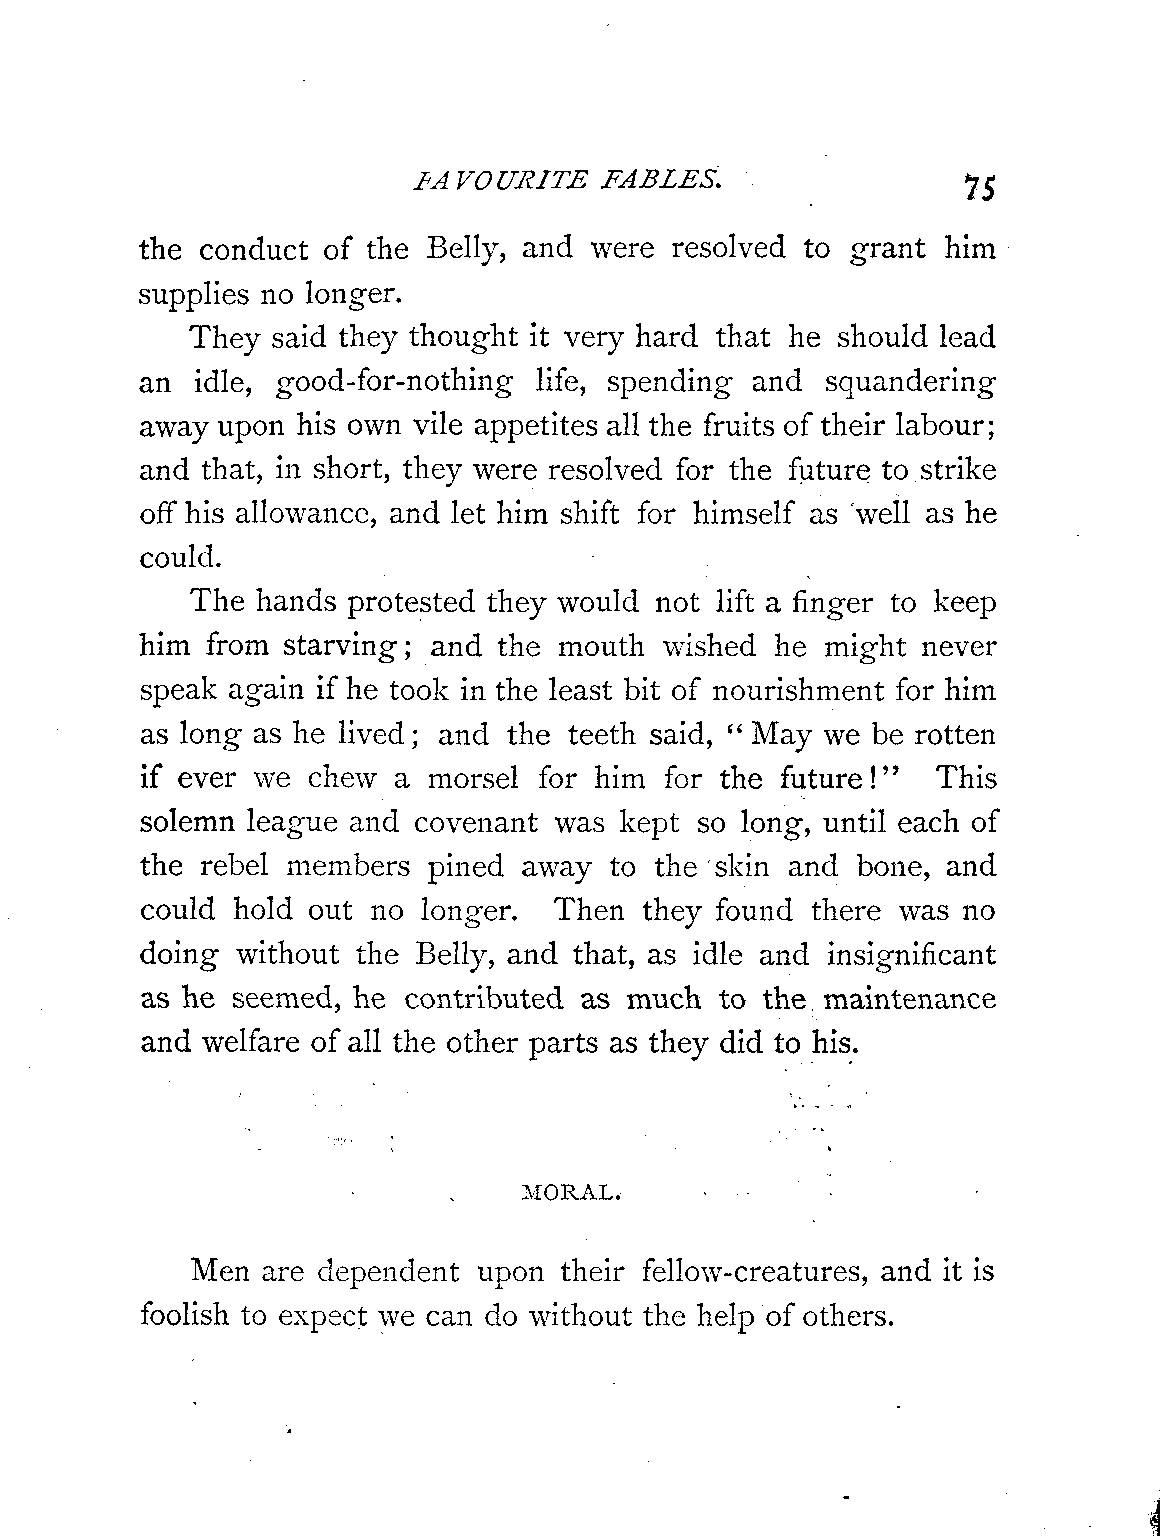 FAVOURITE FABLES. 75
the conduct of the Belly, and were resolved to grant him
supplies no longer.
They said they thought it very hard that he should lead
an idle, good-for-nothing life, spending and squandering
away upon his own vile appetites all the fruits of their labour;
and that, in short, they were resolved for the future to strike
off his allowance, and let him shift for himself as well as he
could.
The hands protested they would not lift a finger to keep
him from starving; and the mouth wished he might never
speak again if he took in the least bit of nourishment for him
as long as he lived; and the teeth said, "May we be rotten
if ever we chew a morsel for him for the future!" This
solemn league and covenant was kept so long, until each of
the rebel members pined away to the skin and bone, and
could hold out no longer. Then they found there was no
doing without the Belly, and that, as idle and insignificant
as he seemed, he contributed as much to the maintenance
and welfare of all the other parts as they did to his.
MORAL.
Men are dependent upon their fellow-creatures, and it is
foolish to expect we can do without the help of others.